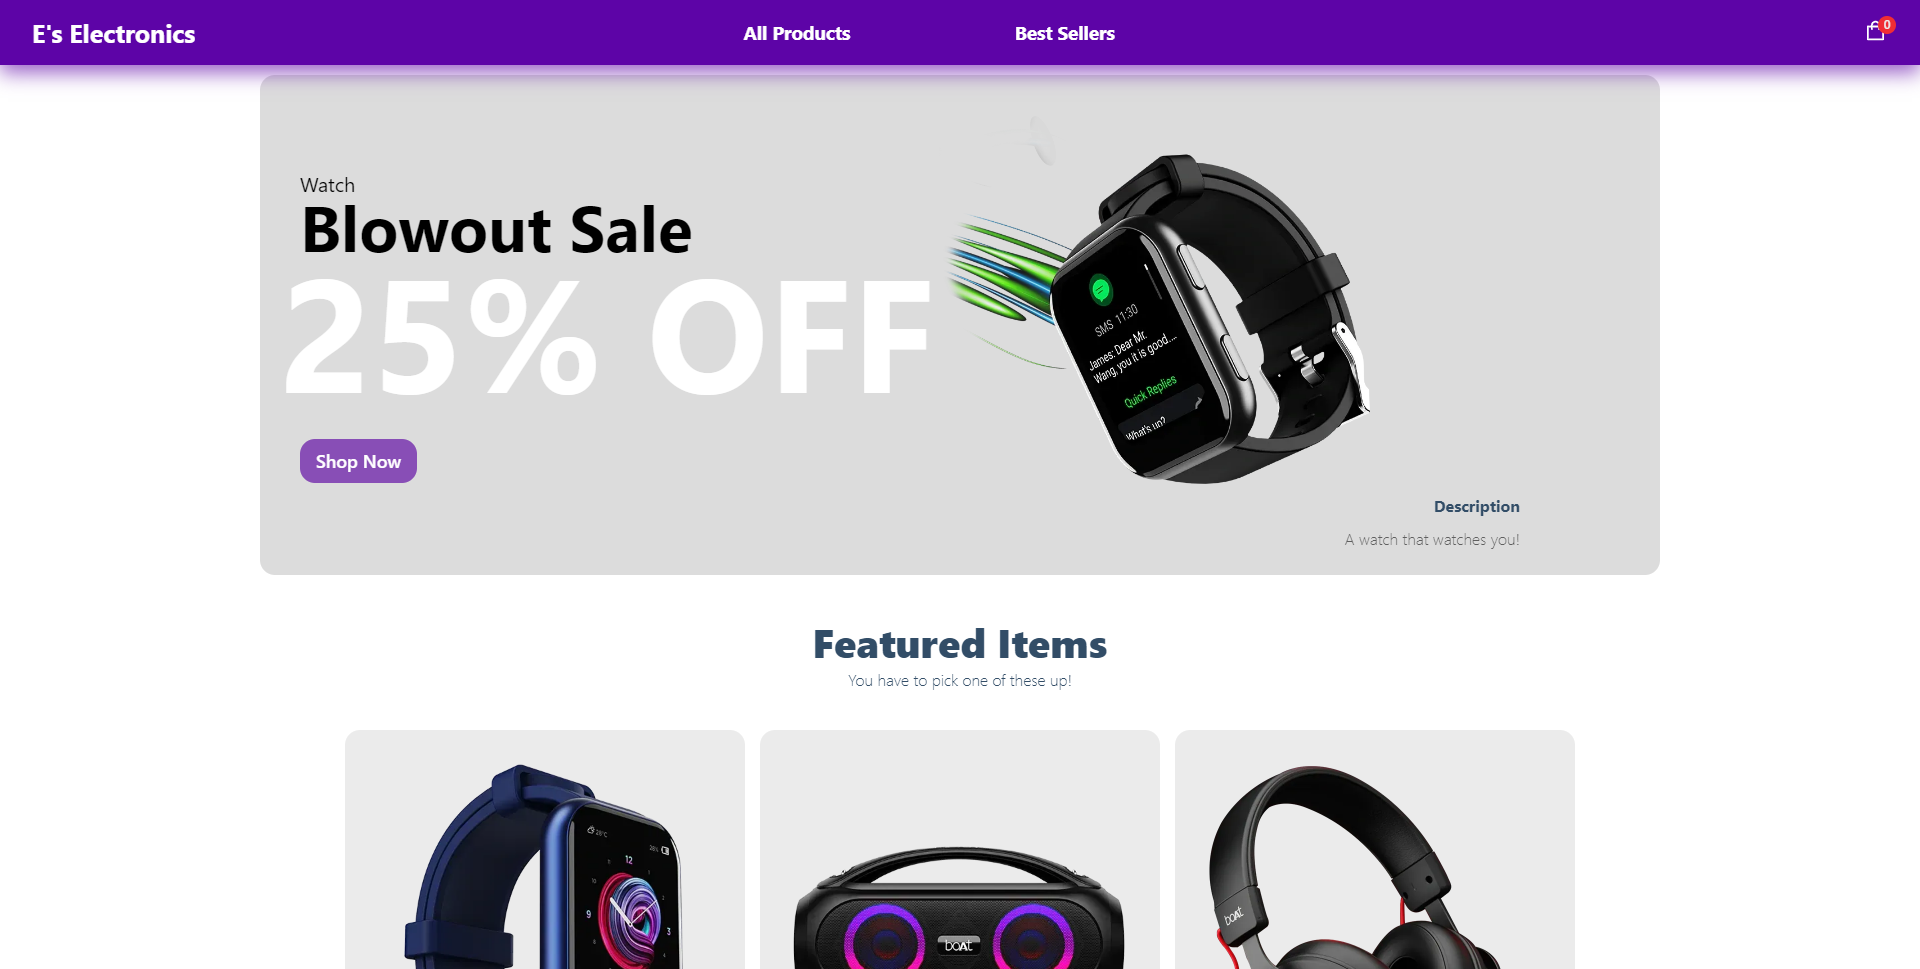 E's Electronics
All Products
Best Sellers
0
Watch
Blowout Sale
25% OFF
SMS 11:30
James: Dear Mr.
Wang, you it is good....
Quick Replies
What's up?
Shop Now
Description
A watch that watches you!
Featured Items
You have to pick one of these up!
28°C
28%
12
9
3
boAt
boAt